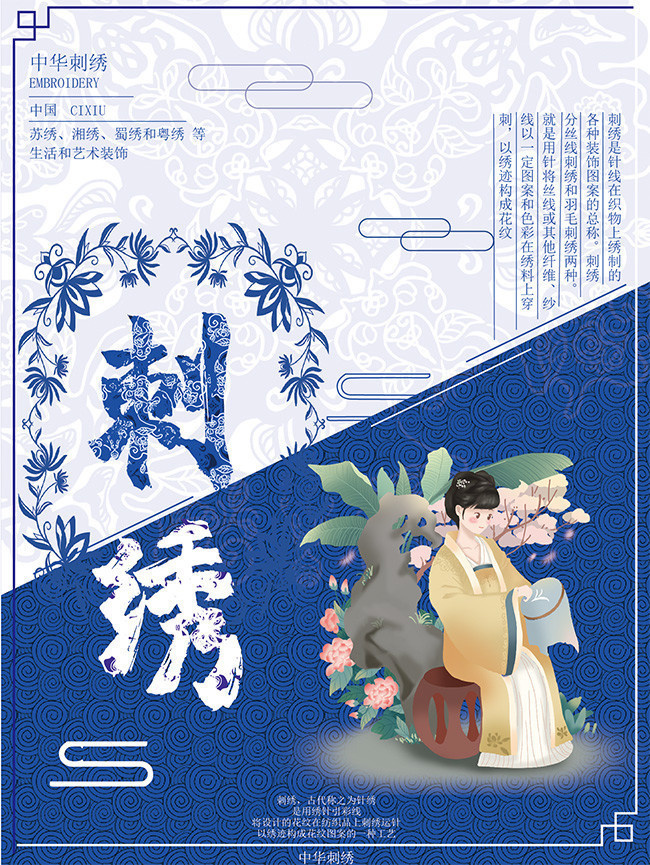 中华刺绣
EMBROIDERY
中国 CIXIU
苏绣、湘绣、蜀绣和粤绣 等
生活和艺术装饰
刺绣是针线在织物上绣制的
各种装饰图案的总称。刺绣
分丝线刺绣和羽毛刺绣两种。
就是用针将丝线或其他纤维、纱
线以一定图案和色彩在绣料上穿
刺，以绣迹构成花纹
刺
绣
刺绣、古代称之为针绣
是用绣针引彩线
将设计的花纹在纺织品上刺绣运针
以绣迹构成花纹图案的一种工艺
中华刺绣